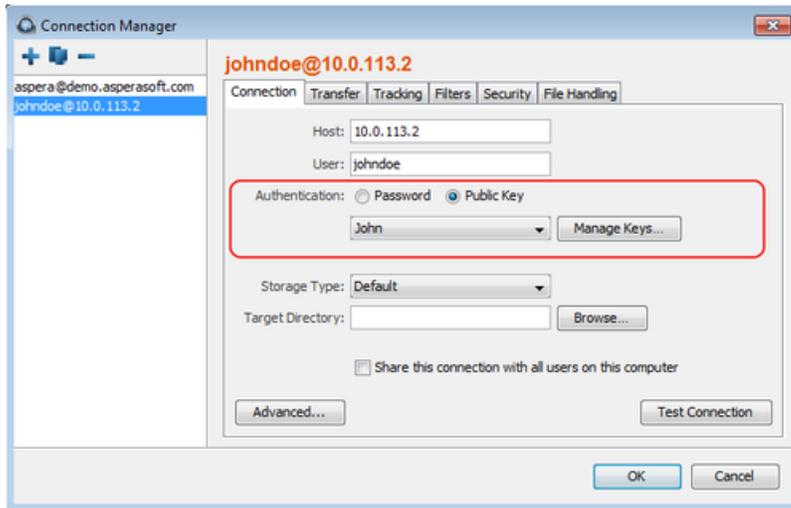 Connection Manager
aspera@demo.asperasoft.com
johndoe@10.0.113.2
johndoe@10.0.113.2
Connection Transfer Tracking Filters Security File Handling
Host: 10.0.113.2
User: johndoe
Authentication: Password Public Key
John Manage Keys...
Storage Type: Default
Target Directory: Browse...
Share this connection with all users on this computer
Advanced... Test Connection
OK Cancel